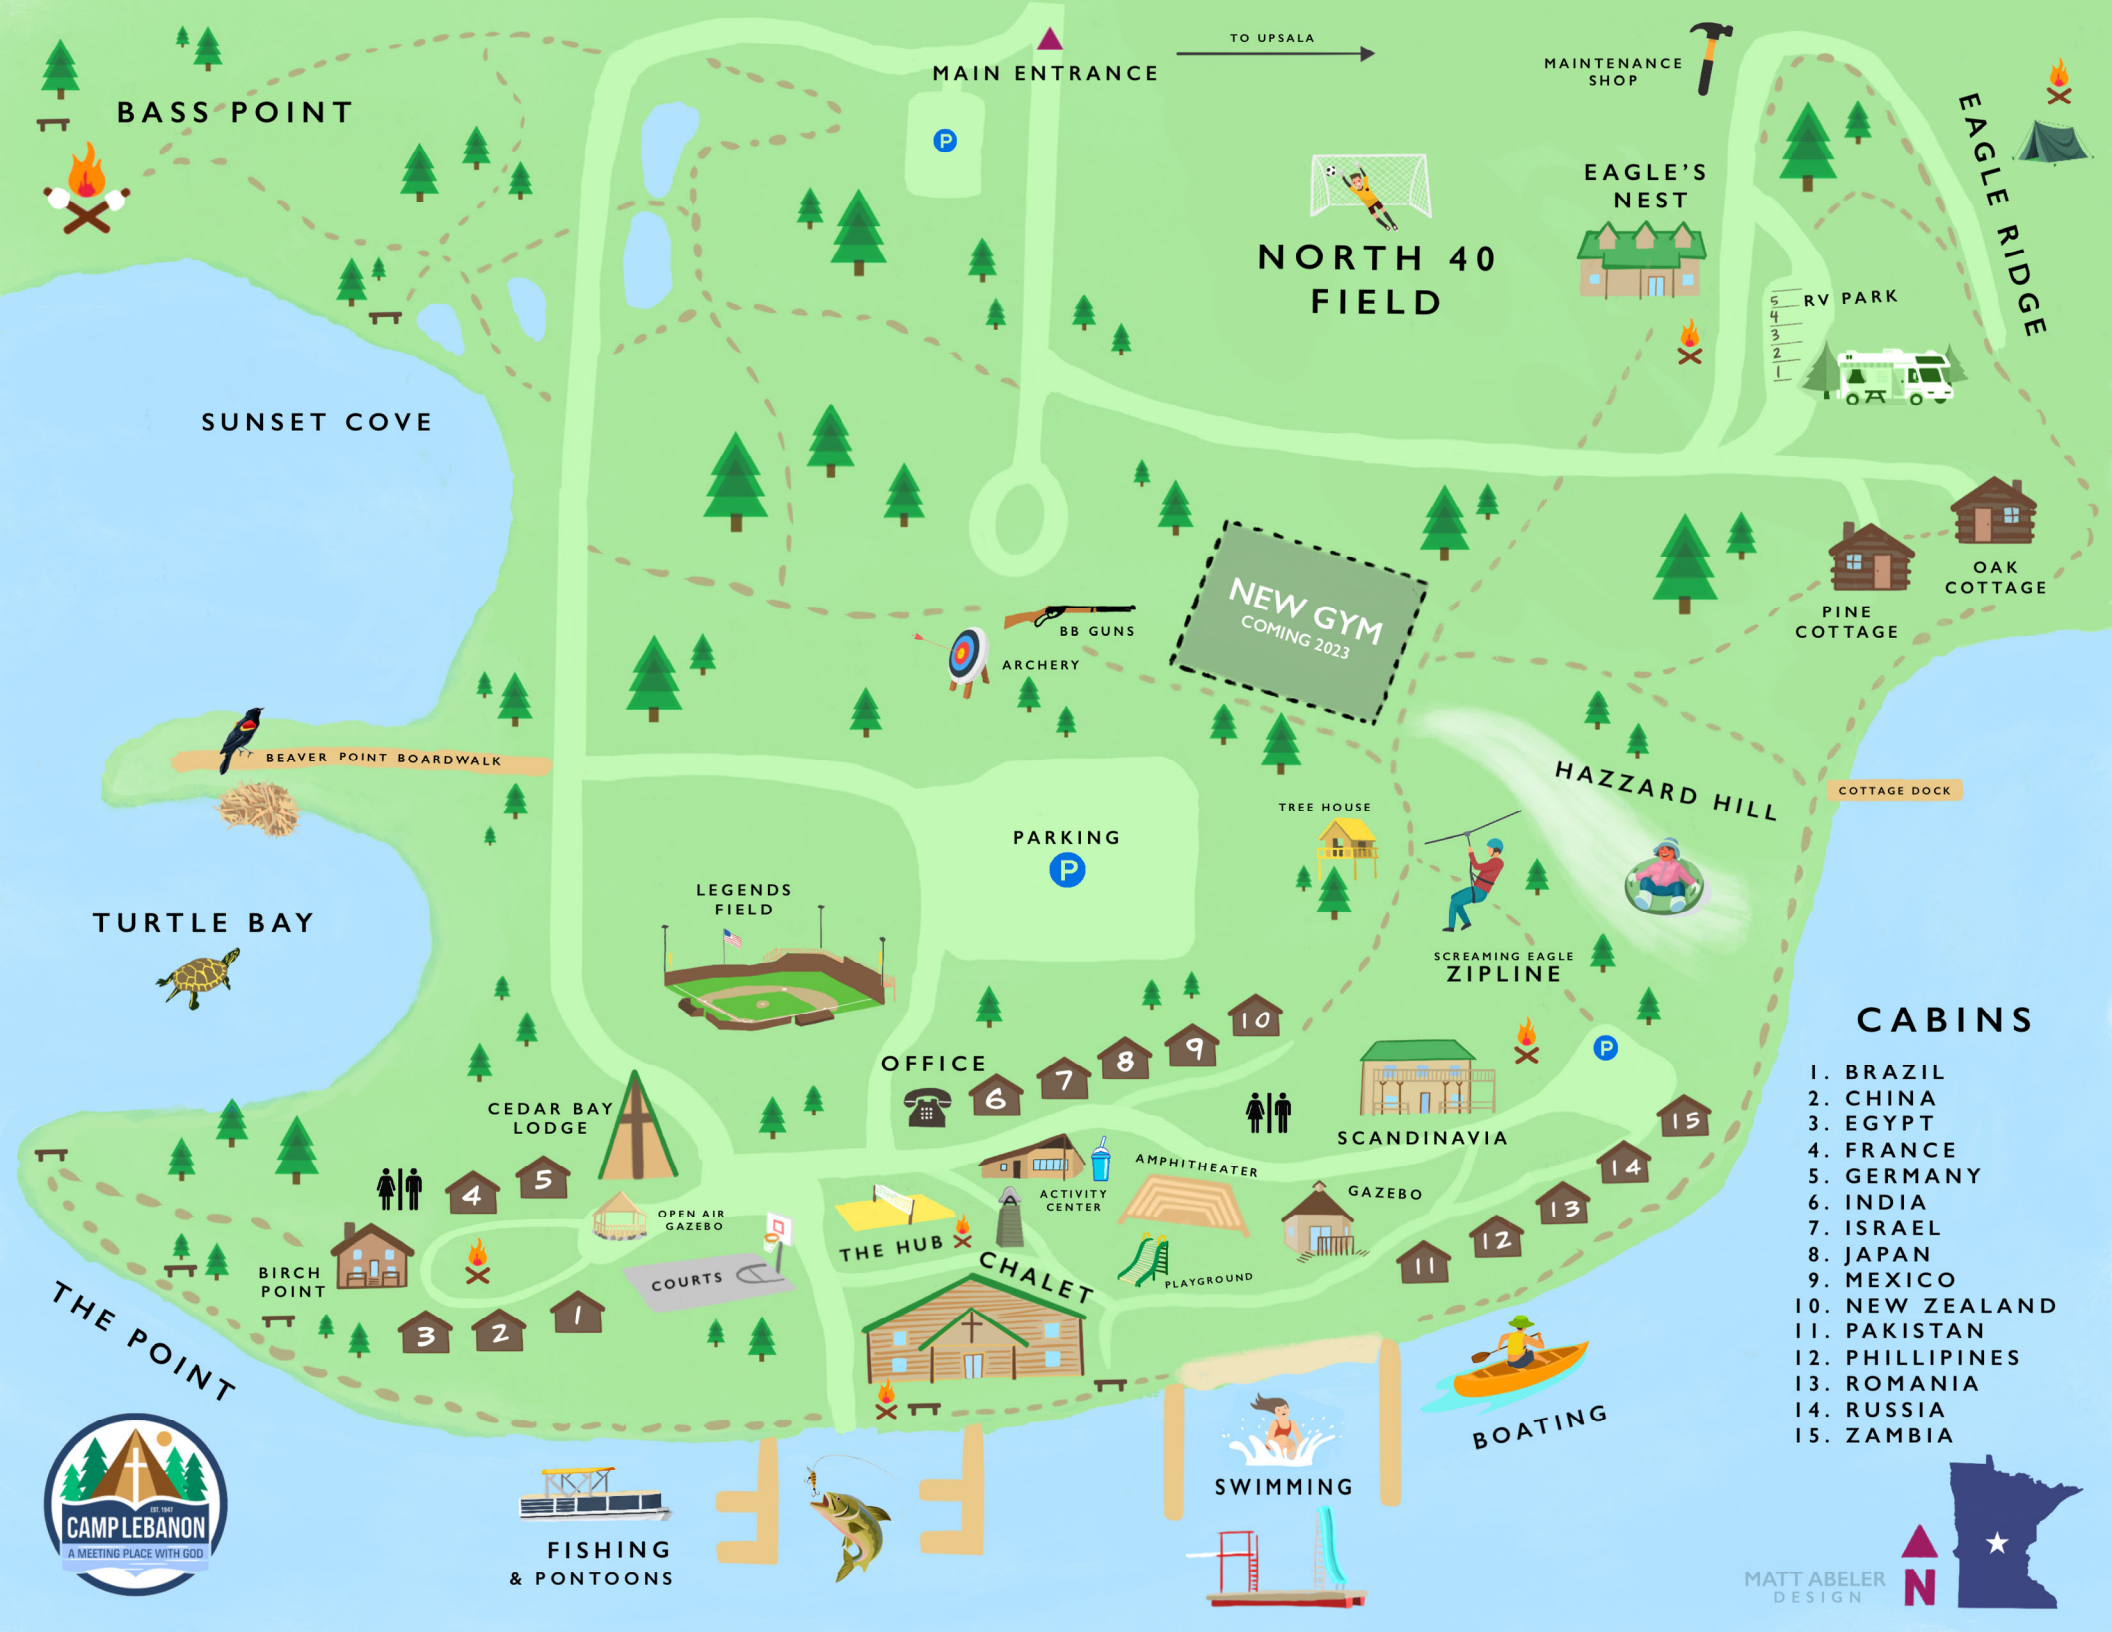 TO UPSALA
MAIN ENTRANCE
MAINTENANCE
SHOP
BASS POINT
P
EAGLE RIDGE
EAGLE'S
NEST
NORTH 40
FIELD
5
4
3
2
1
RV PARK
SUNSET COVE
OAK
COTTAGE
PINE
COTTAGE
NEW GYM
COMING 2023
BB GUNS
ARCHERY
BEAVER POINT BOARDWALK
HAZZARD HILL
COTTAGE DOCK
TREE HOUSE
PARKING
P
LEGENDS
FIELD
TURTLE BAY
SCREAMING EAGLE
ZIPLINE
10
9
8
7
6
P
OFFICE
CEDAR BAY
LODGE
SCANDINAVIA
15
14
13
12
11
AMPHITHEATER
ACTIVITY
CENTER
GAZEBO
5
4
OPEN AIR
GAZEBO
THE HUB
CHALET
PLAYGROUND
COURTS
BIRCH
POINT
3
2
1
THE POINT
CABINS
1. BRAZIL
2. CHINA
3. EGYPT
4. FRANCE
5. GERMANY
6. INDIA
7. ISRAEL
8. JAPAN
9. MEXICO
10. NEW ZEALAND
11. PAKISTAN
12. PHILLIPINES
13. ROMANIA
14. RUSSIA
15. ZAMBIA
BOATING
SWIMMING
FISHING
& PONTOONS
EST. 1947
CAMP LEBANON
A MEETING PLACE WITH GOD
MATT ABELER
DESIGN
N